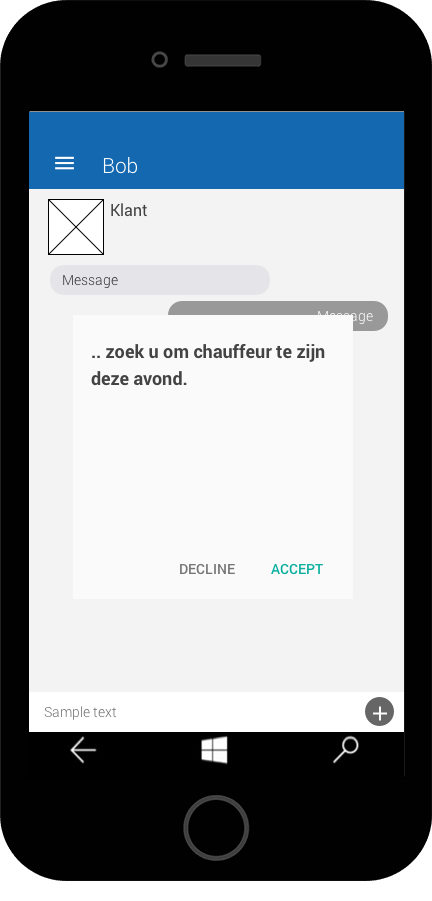 Bob
Klant
Message
Message
.. zoek u om chauffeur te zijn
deze avond.
DECLINE
ACCEPT
Sample text